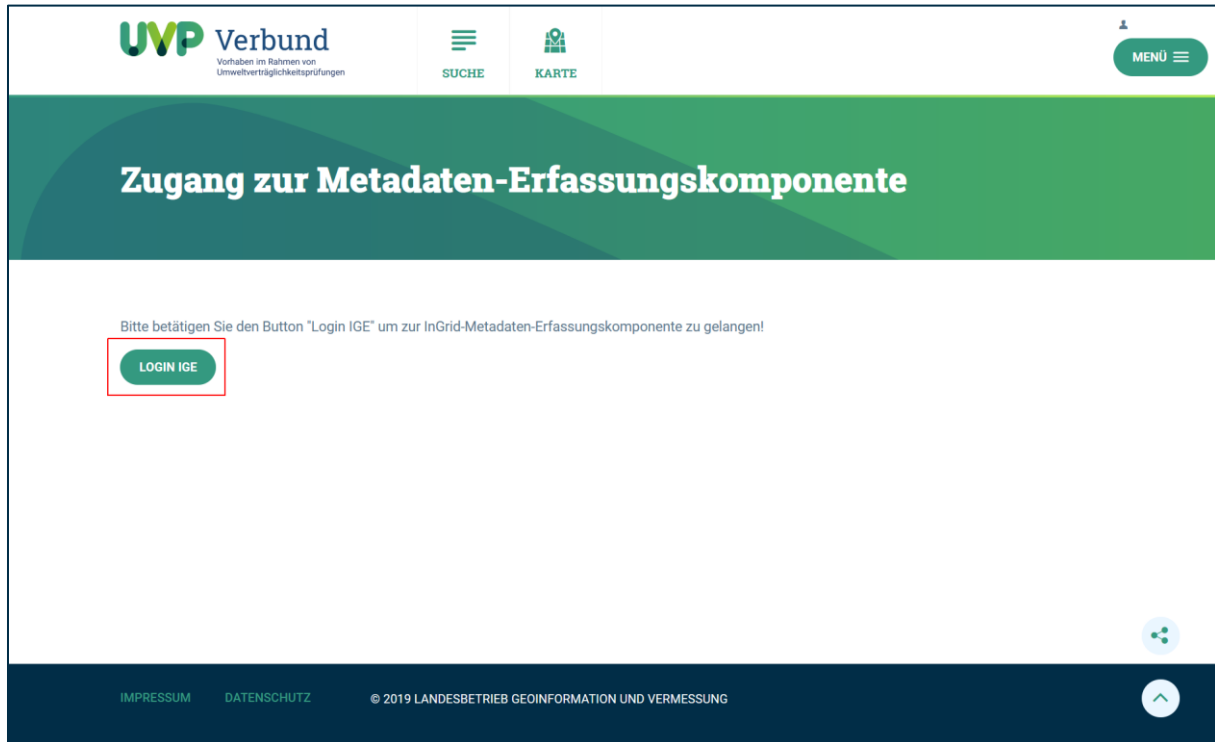 UVP Verbund
Vorhaben im Rahmen von
Umweltverträglichkeitsprüfungen
SUCHE
KARTE
MENÜ
Zugang zur Metadaten-Erfassungskomponente
Bitte betätigen Sie den Button "Login IGE" um zur InGrid-Metadaten-Erfassungskomponente zu gelangen!
LOGIN IGE
IMPRESSUM DATENSCHUTZ © 2019 LANDESBETRIEB GEOINFORMATION UND VERMESSUNG